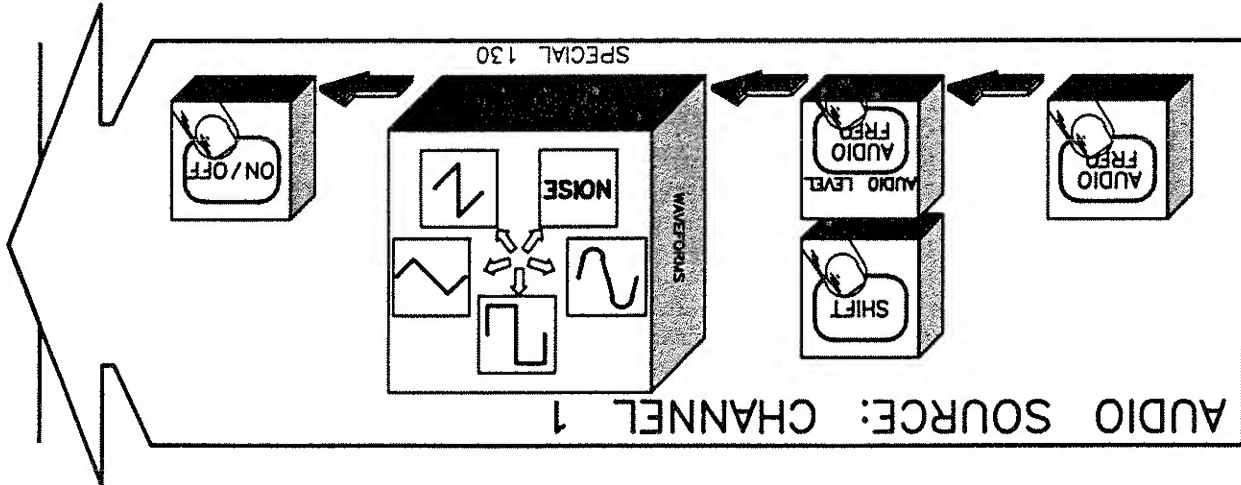 AUDIO SOURCE: CHANNEL 1
AUDIO
FREQ
SHIFT
AUDIO LEVEL
AUDIO
FREQ
WAVEFORMS
NOISE
SPECIAL 130
ON/OFF